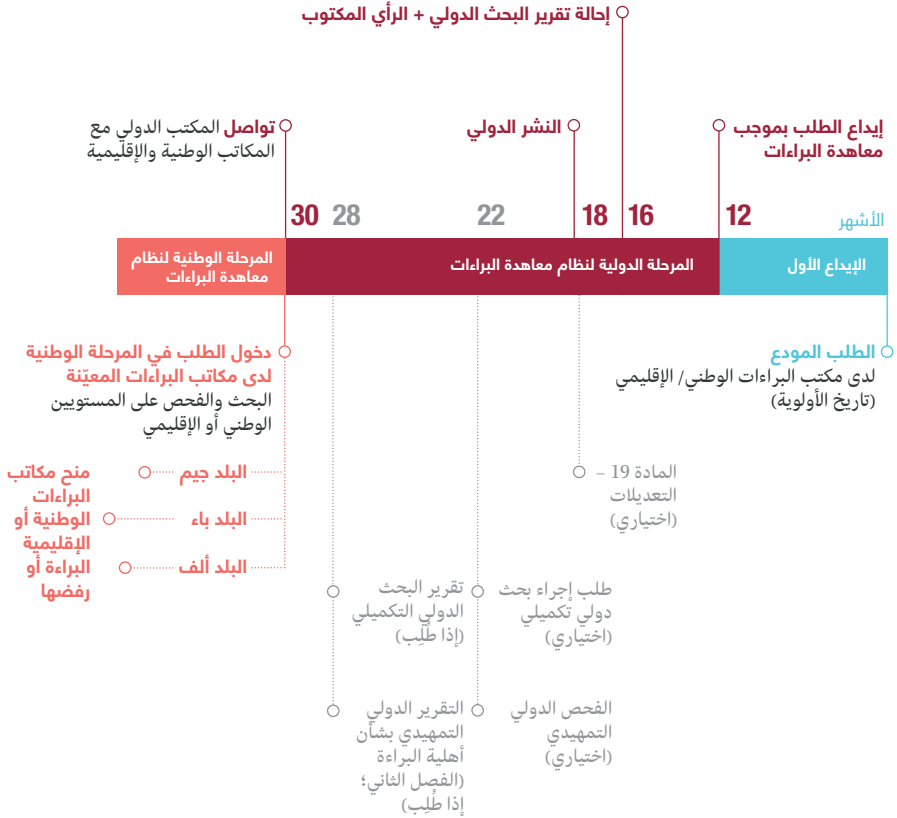 إحالة تقرير البحث الدولي + الرأي المكتوب
إيداع الطلب بموجب
معاهدة البراءات
النشر الدولي
تواصل المكتب الدولي مع
المكاتب الوطنية والإقليمية
الأشهر
12
16
18
22
28
30
الإيداع الأول
المرحلة الدولية لنظام معاهدة البراءات
المرحلة الوطنية لنظام
معاهدة البراءات
الطلب المودع
لدى مكتب البراءات الوطني/ الإقليمي
(تاريخ الأولوية)
دخول الطلب في المرحلة الوطنية
لدى مكاتب البراءات المعيّنة
البحث والفحص على المستويين
الوطني أو الإقليمي
المادة 19 –
التعديلات
(اختياري)
البلد جيم
البلد باء
البلد ألف
منح مكاتب
البراءات
الوطنية أو
الإقليمية
البراءة أو
رفضها
طلب إجراء بحث
دولي تكميلي
(اختياري)
تقرير البحث
الدولي التكميلي
(إذا طُلِب)
الفحص الدولي
التمهيدي
(اختياري)
التقرير الدولي
التمهيدي بشأن
أهلية البراءة
(الفصل الثاني؛
إذا طُلِب)